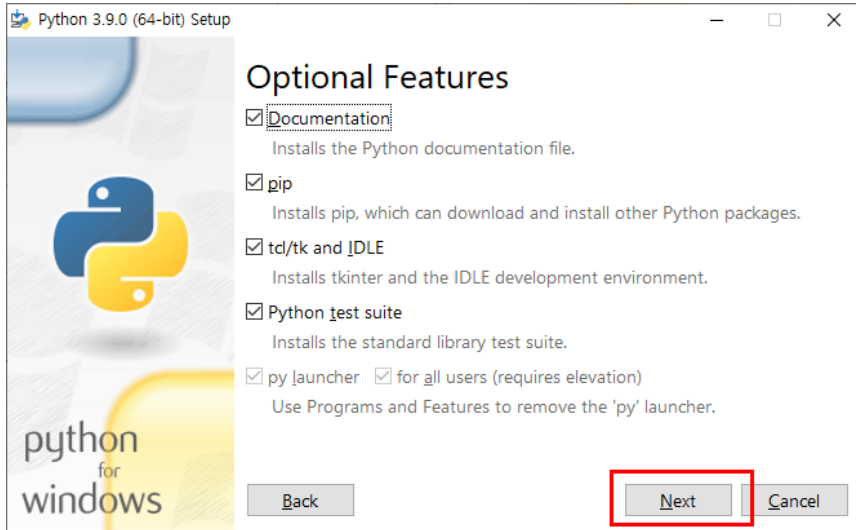 Python 3.9.0 (64-bit) Setup
Optional Features
Documentation
Installs the Python documentation file.
pip
Installs pip, which can download and install other Python packages.
tcl/tk and IDLE
Installs tkinter and the IDLE development environment.
Python test suite
Installs the standard library test suite.
py launcher for all users (requires elevation)
Use Programs and Features to remove the 'py' launcher.
python
for
windows
Back Next Cancel